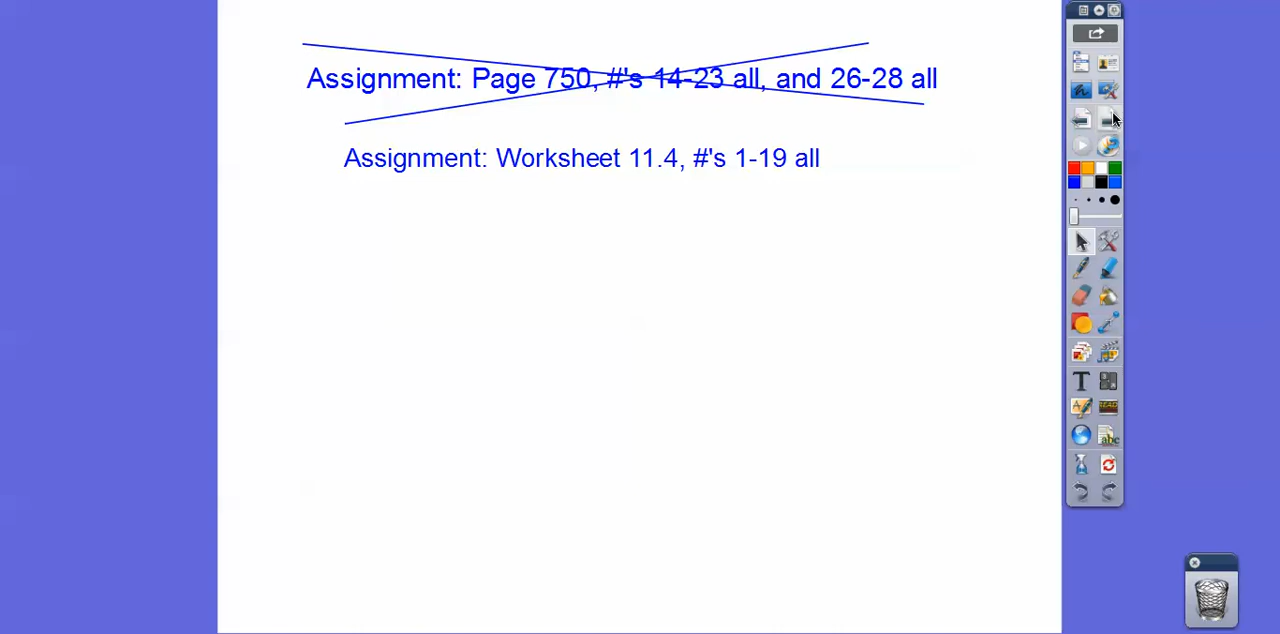 Assignment: Page 750, #'s 14-23 all, and 26-28 all
Assignment: Worksheet 11.4, #'s 1-19 all